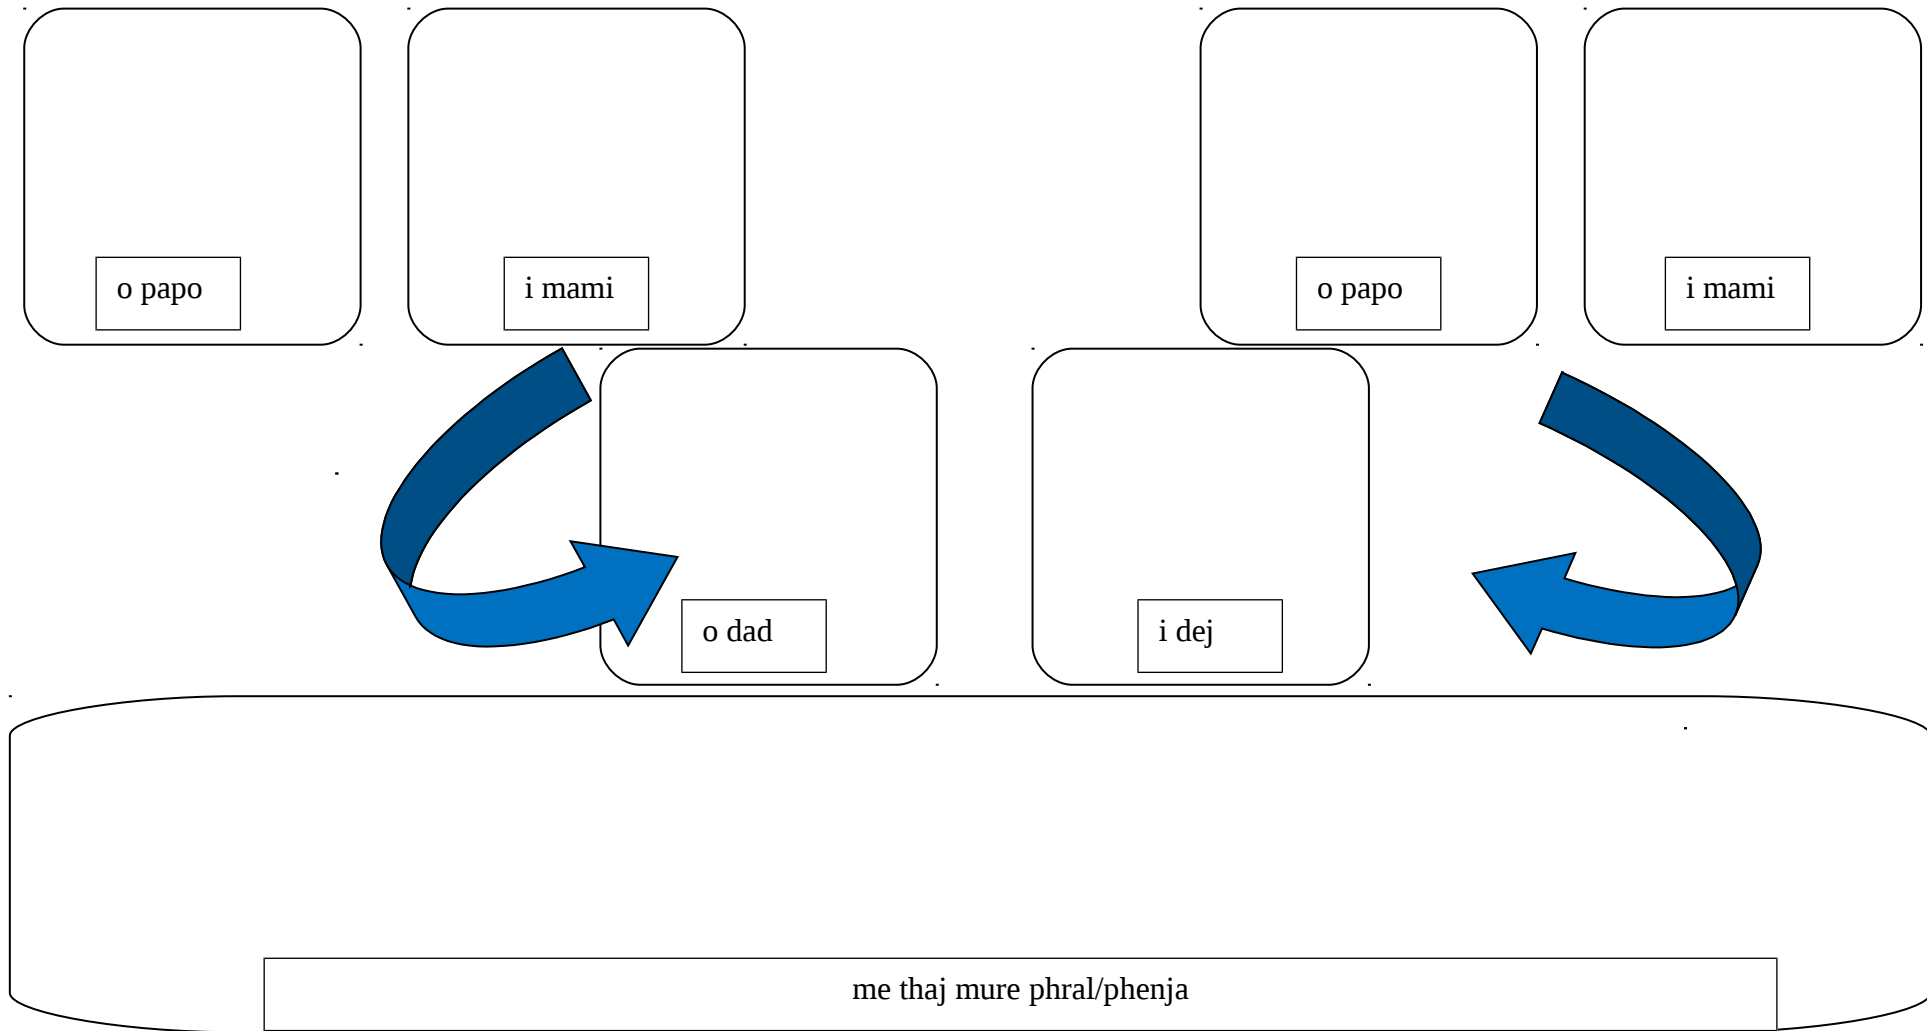 o papo
i mami
o papo
i mami
o dad
i dej
me thaj mure phral/phenja